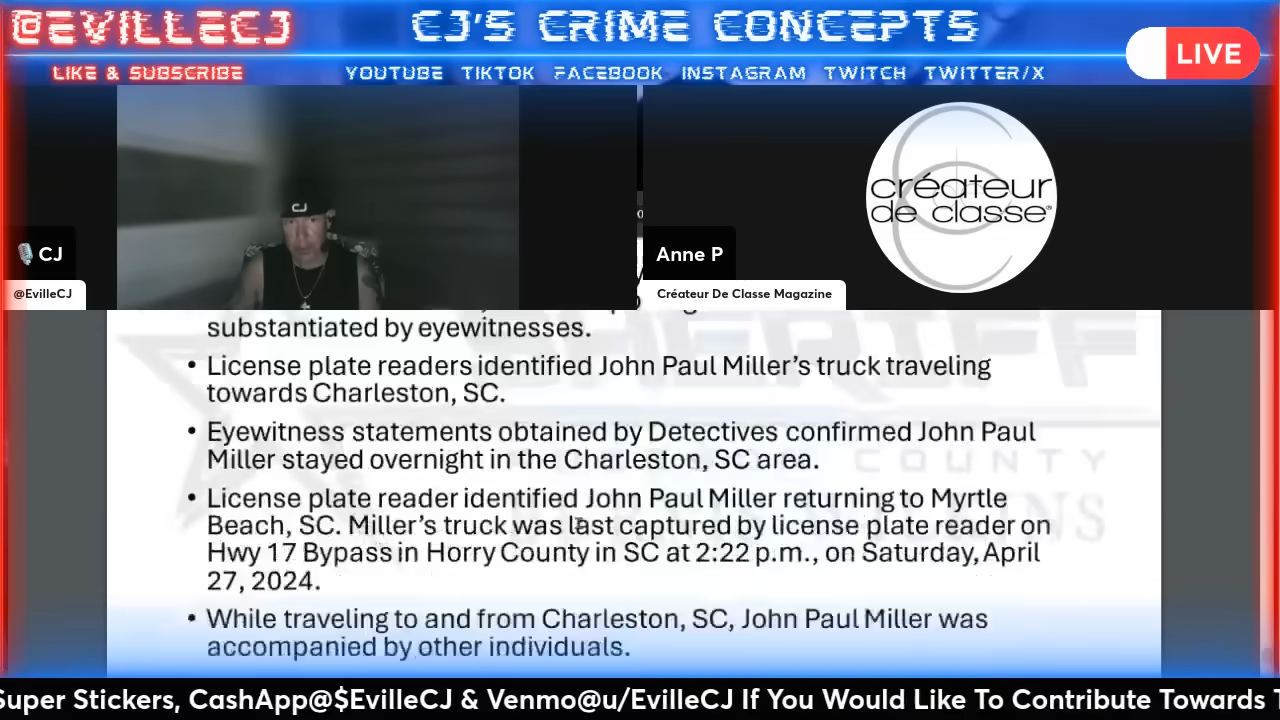 @EVILLECJ
CJ'S CRIME CONCEPTS
LIVE
LIKE & SUBSCRIBE
YOUTUBE TIKTOK FACEBOOK INSTAGRAM TWITCH TWITTER/X
CJ
créateur
de classe®
CJ
@EvilleCJ
Anne P
Créateur De Classe Magazine
SHERIFF
COUNTY
substantiated by eyewitnesses.
• License plate readers identified John Paul Miller's truck traveling
towards Charleston, SC.
• Eyewitness statements obtained by Detectives confirmed John Paul
Miller stayed overnight in the Charleston, SC area.
• License plate reader identified John Paul Miller returning to Myrtle
Beach, SC. Miller's truck was last captured by license plate reader on
Hwy 17 Bypass in Horry County in SC at 2:22 p.m., on Saturday, April
27, 2024.
• While traveling to and from Charleston, SC, John Paul Miller was
accompanied by other individuals.
Super Stickers, CashApp@$EvilleCJ & Venmo@u/EvilleCJ If You Would Like To Contribute Towards